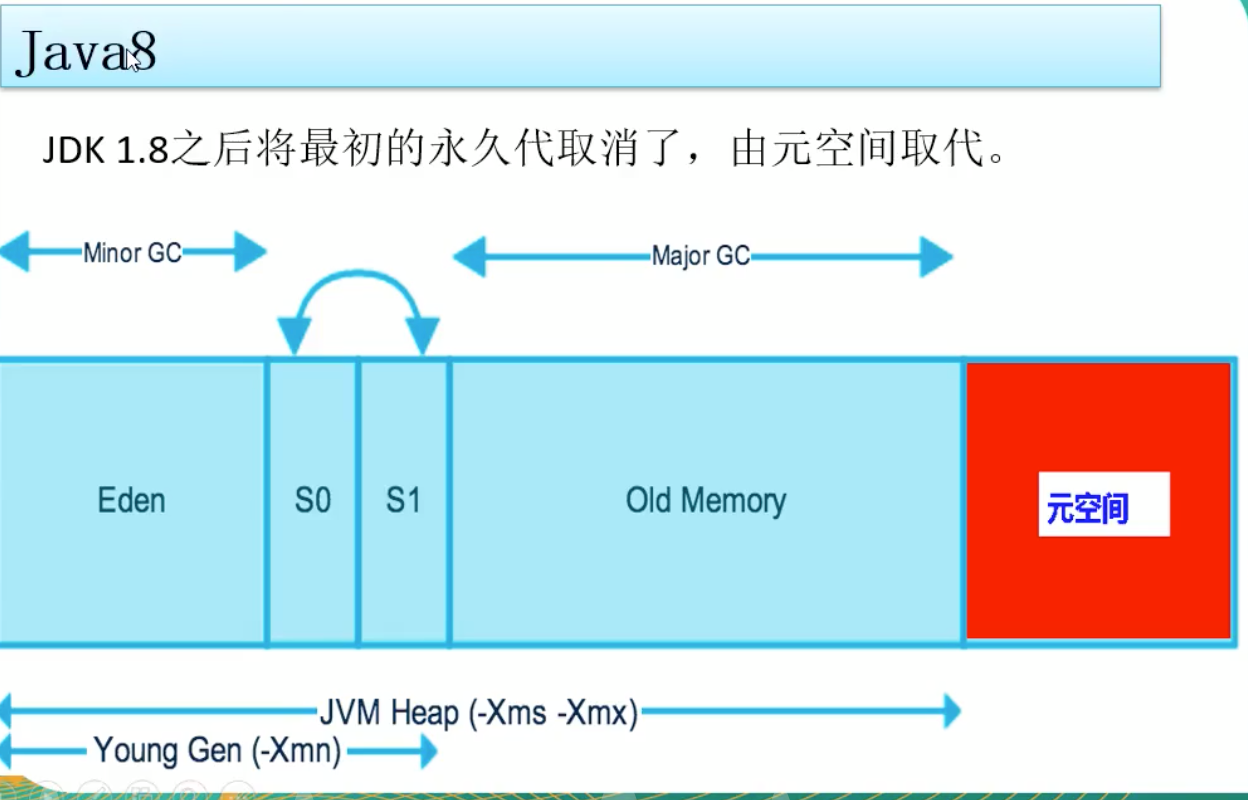 Java8
JDK 1.8之后将最初的永久代取消了，由元空间取代。
Minor GC
Major GC
Eden
S0
S1
Old Memory
元空间
JVM Heap (-Xms -Xmx)
Young Gen (-Xmn)